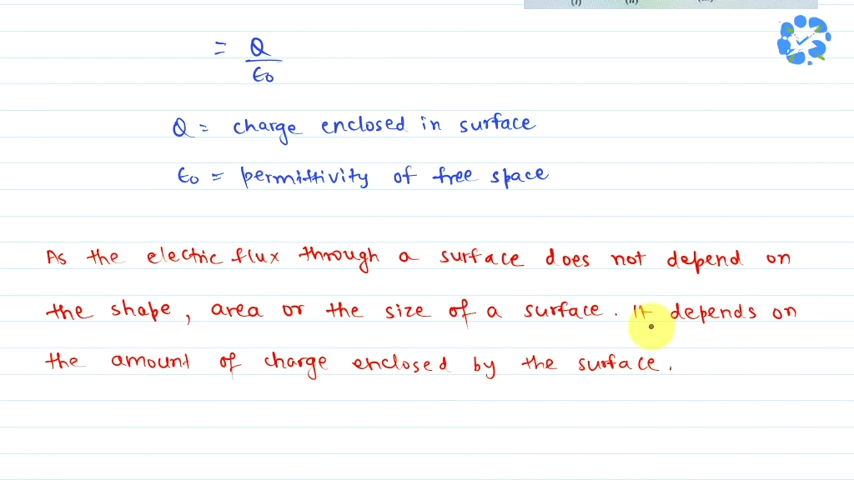 (i) (ii) (iii)
= Q
ε₀
Q = charge enclosed in surface
ε₀ = permittivity of free space
As the electric flux through a surface does not depend on
the shape, area or the size of a surface. It depends on
the amount of charge enclosed by the surface.